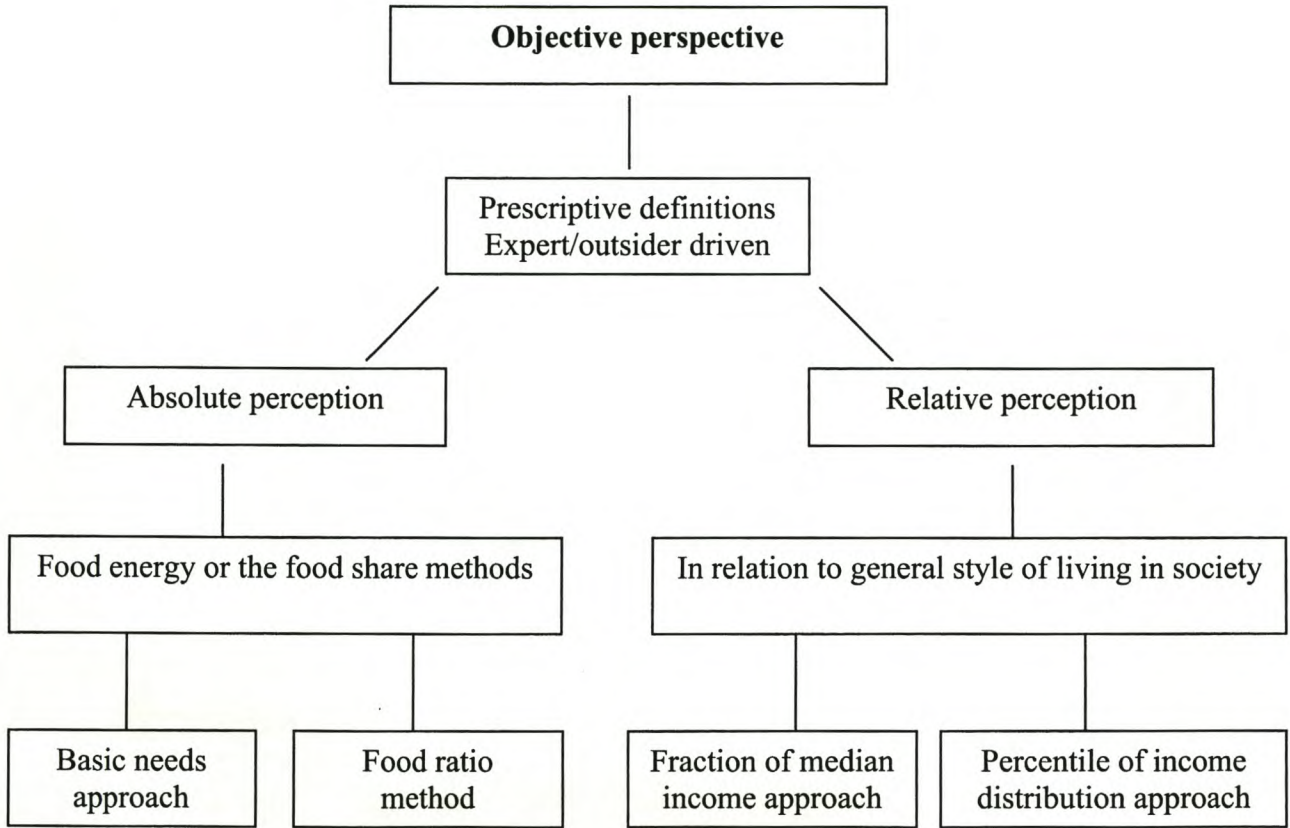 Objective perspective
Prescriptive definitions
Expert/outsider driven
Absolute perception
Relative perception
Food energy or the food share methods
In relation to general style of living in society
Basic needs
approach
Food ratio
method
Fraction of median
income approach
Percentile of income
distribution approach